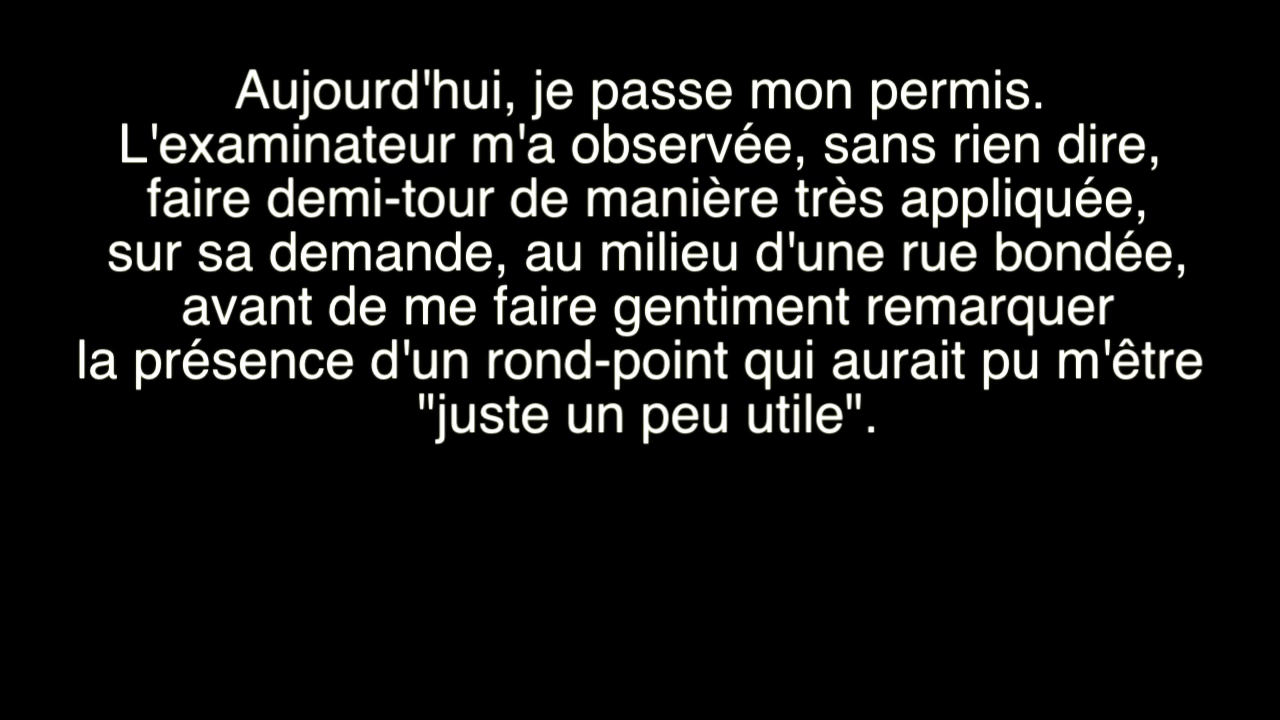 Aujourd'hui, je passe mon permis.
L'examinateur m'a observée, sans rien dire,
faire demi-tour de manière très appliquée,
sur sa demande, au milieu d'une rue bondée,
avant de me faire gentiment remarquer
la présence d'un rond-point qui aurait pu m'être
"juste un peu utile".